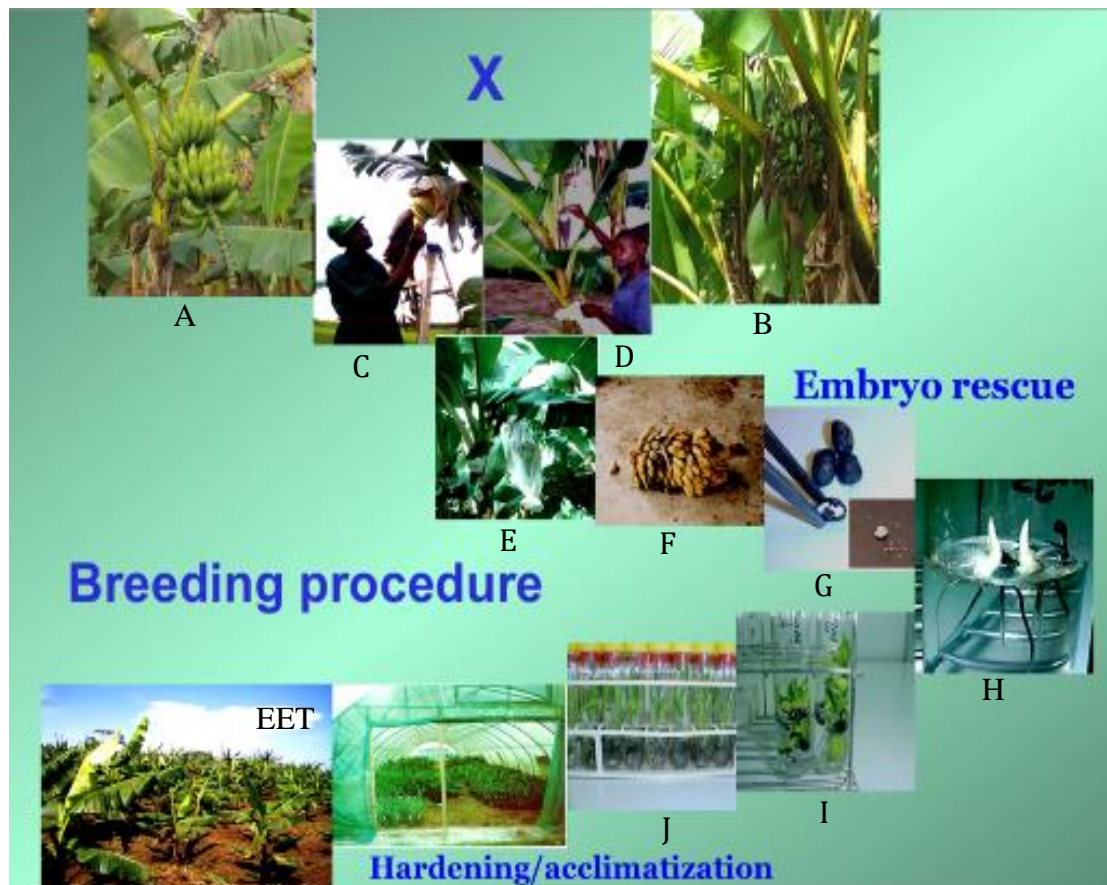 X
A
B
C
D
Embryo rescue
E
F
G
Breeding procedure
H
EET
J
I
Hardening/acclimatization